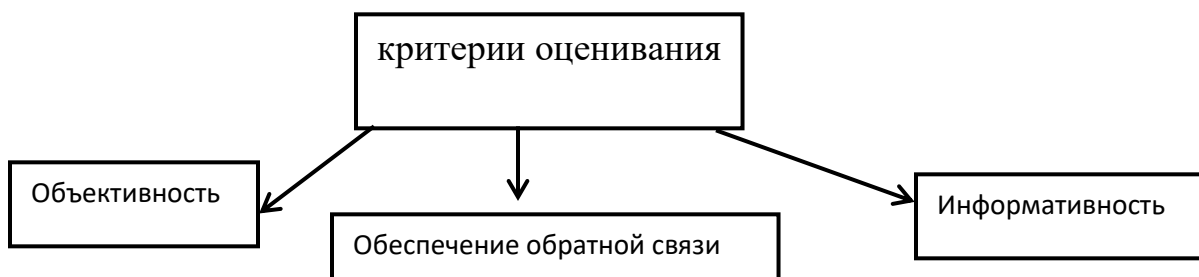 критерии оценивания
Объективность
Обеспечение обратной связи
Информативность